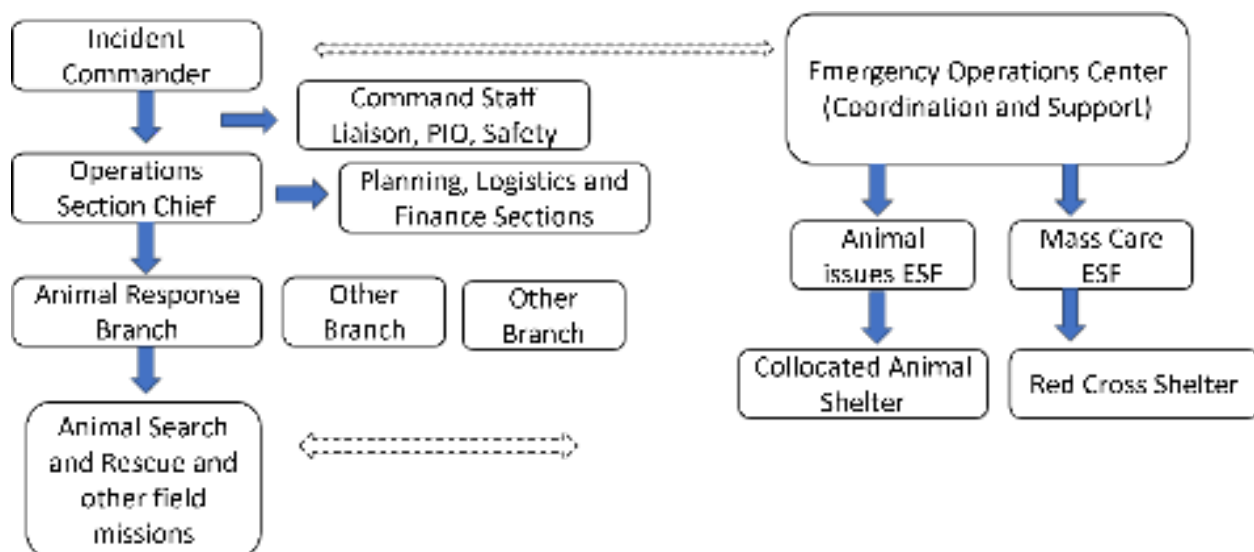 Incident
Commander
Command Staff
Liaison, PIO, Safety
Operations
Section Chief
Planning, Logistics and
Finance Sections
Animal Response
Branch
Other
Branch
Other
Branch
Animal Search
and Rescue and
other field
missions
Emergency Operations Center
(Coordination and Support)
Animal
issues ESF
Mass Care
ESF
Collocated Animal
Shelter
Red Cross Shelter